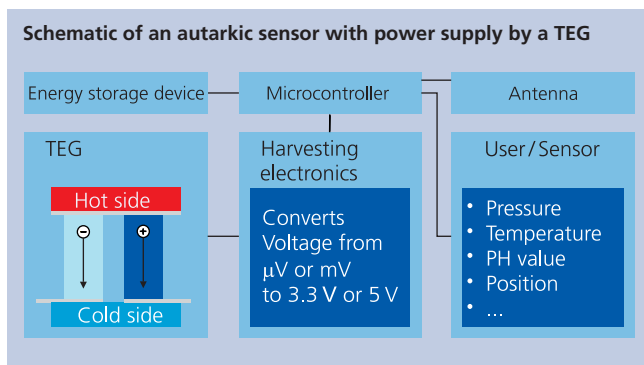 Schematic of an autarkic sensor with power supply by a TEG
Energy storage device
Microcontroller
Antenna
TEG
Hot side
⊖
⊕
Cold side
Harvesting
electronics
Converts
Voltage from
µV or mV
to 3.3 V or 5 V
User/Sensor
• Pressure
• Temperature
• PH value
• Position
• ...